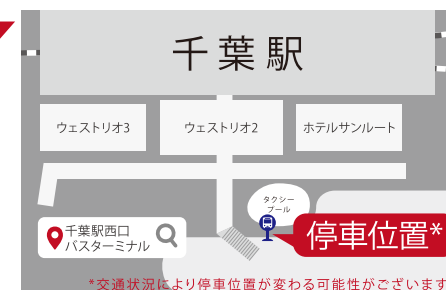 千葉駅
ウェストリオ3
ウェストリオ2
ホテルサンルート
タクシー
プール
千葉駅西口
バスターミナル
停車位置*
*交通状況により停車位置が変わる可能性がございます